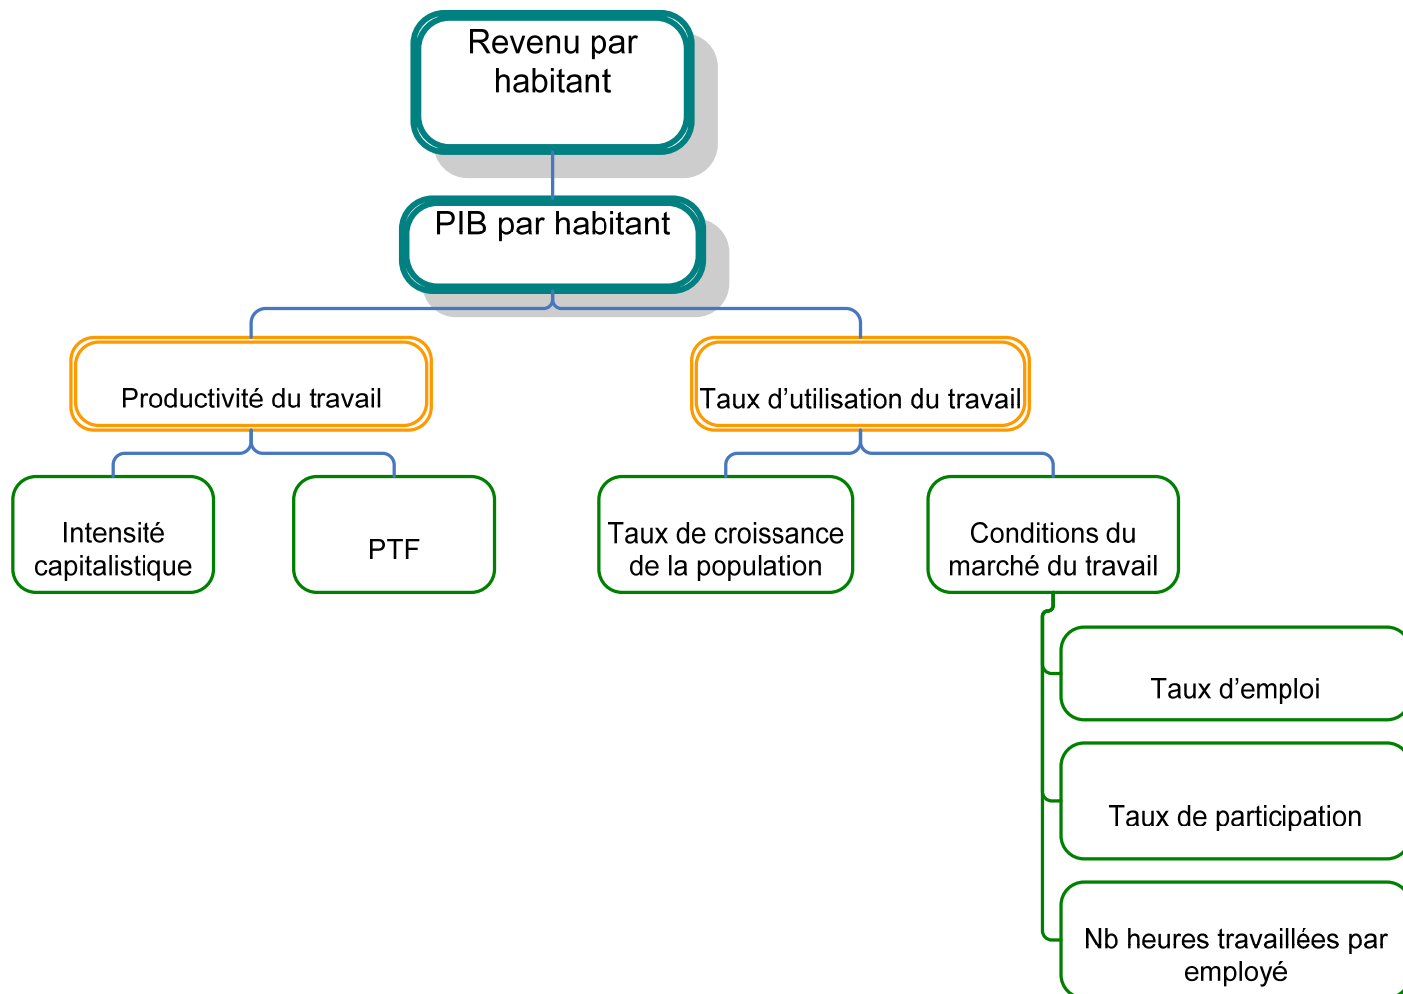 Revenu par
habitant
PIB par habitant
Productivité du travail
Taux d’utilisation du travail
Intensité
capitalistique
PTF
Taux de croissance
de la population
Conditions du
marché du travail
Taux d’emploi
Taux de participation
Nb heures travaillées par
employé